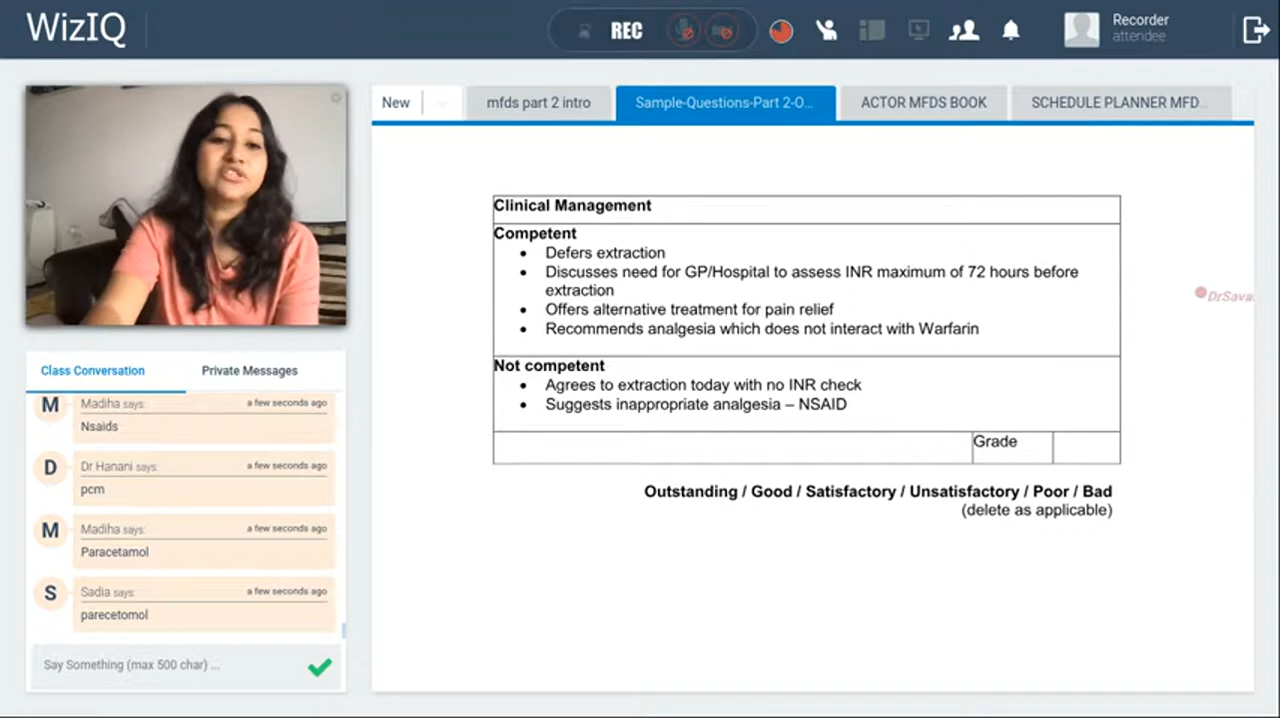 WizIQ
REC
Recorder
attendee
New
mfds part 2 intro
Sample-Questions-Part 2-O...
ACTOR MFDS BOOK
SCHEDULE PLANNER MFD...
Class Conversation
Private Messages
M
Madiha says:
a few seconds ago
Nsaids
D
Dr Hanani says:
a few seconds ago
pcm
M
Madiha says:
a few seconds ago
Paracetamol
S
Sadia says:
a few seconds ago
parecetomol
Say Something (max 500 char) ...
Clinical Management
Competent
• Defers extraction
• Discusses need for GP/Hospital to assess INR maximum of 72 hours before
extraction
• Offers alternative treatment for pain relief
• Recommends analgesia which does not interact with Warfarin
Not competent
• Agrees to extraction today with no INR check
• Suggests inappropriate analgesia – NSAID
Grade
Outstanding / Good / Satisfactory / Unsatisfactory / Poor / Bad
(delete as applicable)
DrSava